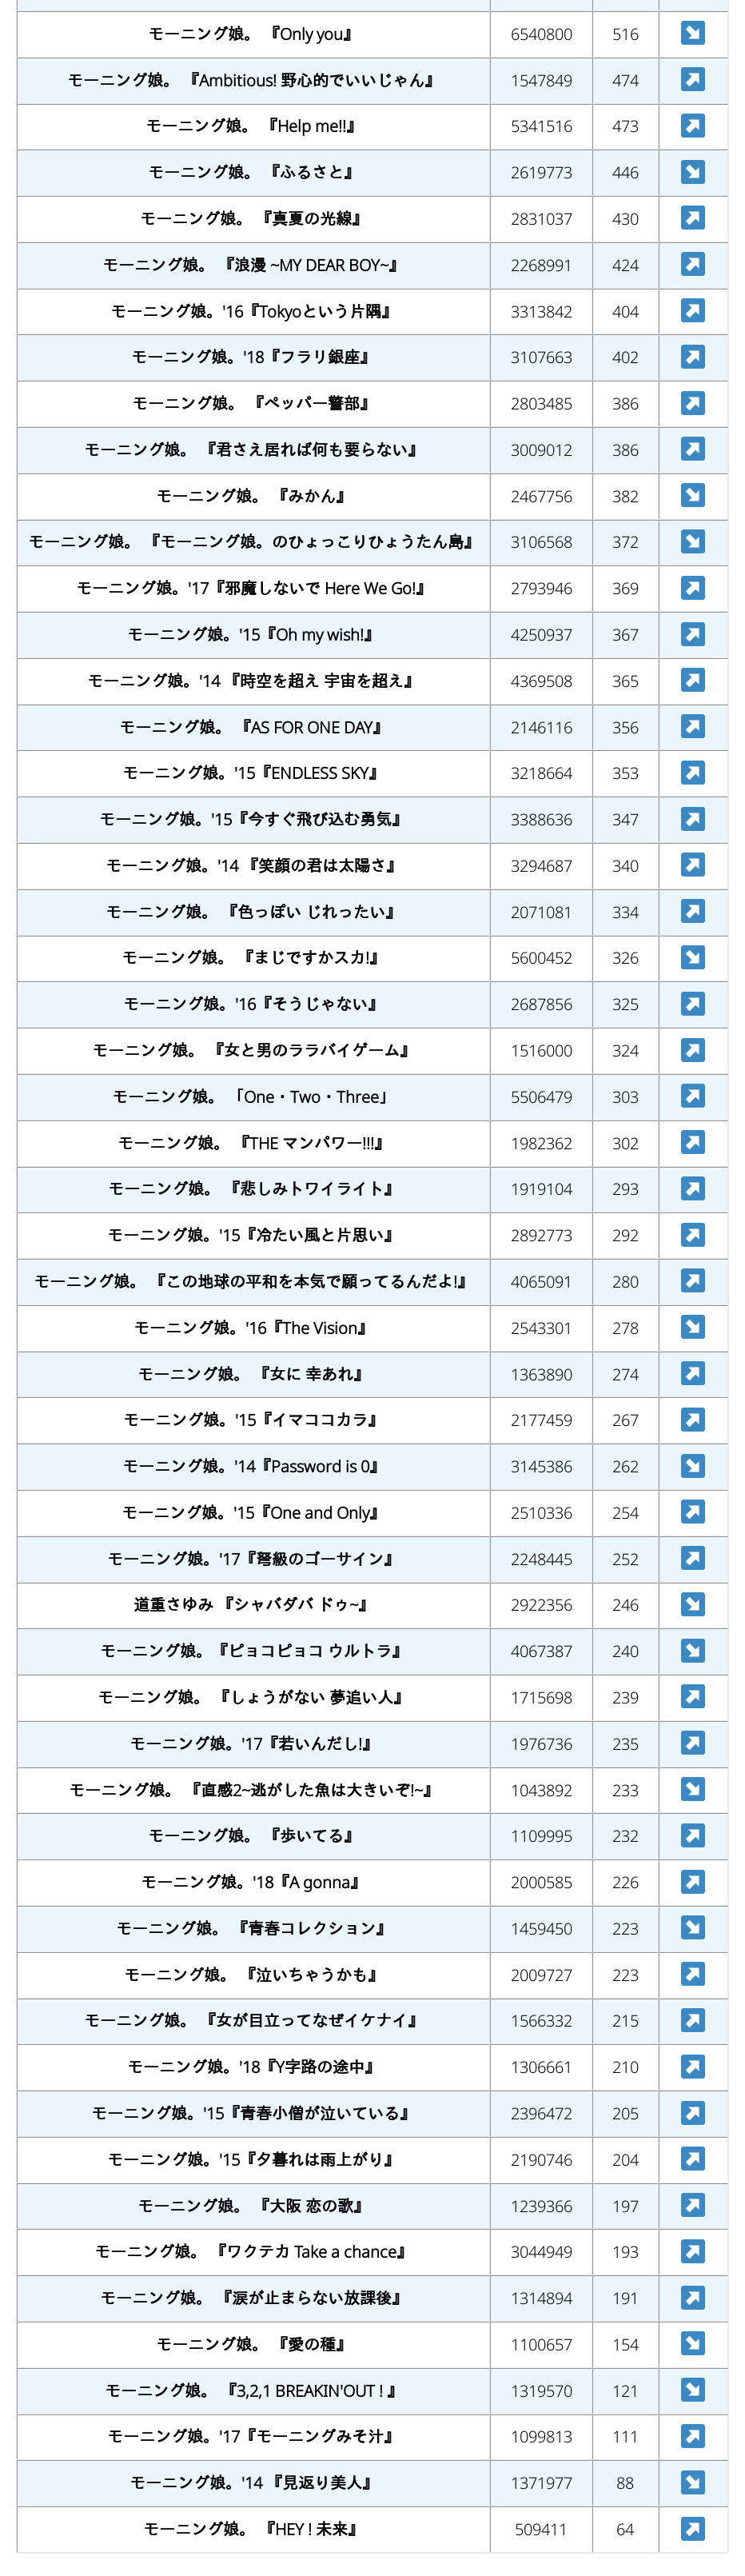 モーニング娘。 『Only you』 6540800 516 ↘
モーニング娘。 『Ambitious! 野心的でいいじゃん』 1547849 474 ↗
モーニング娘。 『Help me!!』 5341516 473 ↗
モーニング娘。 『ふるさと』 2619773 446 ↘
モーニング娘。 『真夏の光線』 2831037 430 ↗
モーニング娘。 『浪漫 ~MY DEAR BOY~』 2268991 424 ↗
モーニング娘。'16『Tokyoという片隅』 3313842 404 ↗
モーニング娘。'18『フラリ銀座』 3107663 402 ↗
モーニング娘。 『ペッパー警部』 2803485 386 ↗
モーニング娘。 『君さえ居れば何も要らない』 3009012 386 ↗
モーニング娘。 『みかん』 2467756 382 ↘
モーニング娘。 『モーニング娘。のひょっこりひょうたん島』 3106568 372 ↘
モーニング娘。'17『邪魔しないで Here We Go!』 2793946 369 ↗
モーニング娘。'15『Oh my wish!』 4250937 367 ↗
モーニング娘。'14 『時空を超え 宇宙を超え』 4369508 365 ↗
モーニング娘。 『AS FOR ONE DAY』 2146116 356 ↗
モーニング娘。'15『ENDLESS SKY』 3218664 353 ↗
モーニング娘。'15『今すぐ飛び込む勇気』 3388636 347 ↗
モーニング娘。'14 『笑顔の君は太陽さ』 3294687 340 ↗
モーニング娘。 『色っぽい じれったい』 2071081 334 ↗
モーニング娘。 『まじですかスカ!』 5600452 326 ↘
モーニング娘。'16『そうじゃない』 2687856 325 ↗
モーニング娘。 『女と男のララバイゲーム』 1516000 324 ↗
モーニング娘。 「One・Two・Three」 5506479 303 ↗
モーニング娘。 『THE マンパワー!!!』 1982362 302 ↗
モーニング娘。 『悲しみトワイライト』 1919104 293 ↗
モーニング娘。'15『冷たい風と片思い』 2892773 292 ↗
モーニング娘。 『この地球の平和を本気で願ってるんだよ!』 4065091 280 ↗
モーニング娘。'16『The Vision』 2543301 278 ↘
モーニング娘。 『女に 幸あれ』 1363890 274 ↗
モーニング娘。'15『イマココカラ』 2177459 267 ↗
モーニング娘。'14『Password is 0』 3145386 262 ↘
モーニング娘。'15『One and Only』 2510336 254 ↗
モーニング娘。'17『弩級のゴーサイン』 2248445 252 ↗
道重さゆみ 『シャバダバ ドゥ~』 2922356 246 ↘
モーニング娘。『ピョコピョコ ウルトラ』 4067387 240 ↘
モーニング娘。 『しょうがない 夢追い人』 1715698 239 ↗
モーニング娘。'17『若いんだし!』 1976736 235 ↗
モーニング娘。 『直感2~逃がした魚は大きいぞ!~』 1043892 233 ↘
モーニング娘。 『歩いてる』 1109995 232 ↗
モーニング娘。'18『A gonna』 2000585 226 ↗
モーニング娘。 『青春コレクション』 1459450 223 ↘
モーニング娘。 『泣いちゃうかも』 2009727 223 ↗
モーニング娘。 『女が目立ってなぜイケナイ』 1566332 215 ↗
モーニング娘。'18『Y字路の途中』 1306661 210 ↗
モーニング娘。'15『青春小僧が泣いている』 2396472 205 ↗
モーニング娘。'15『夕暮れは雨上がり』 2190746 204 ↗
モーニング娘。 『大阪 恋の歌』 1239366 197 ↗
モーニング娘。 『ワクテカ Take a chance』 3044949 193 ↗
モーニング娘。 『涙が止まらない放課後』 1314894 191 ↗
モーニング娘。 『愛の種』 1100657 154 ↘
モーニング娘。 『3,2,1 BREAKIN'OUT ! 』 1319570 121 ↘
モーニング娘。'17『モーニングみそ汁』 1099813 111 ↗
モーニング娘。'14 『見返り美人』 1371977 88 ↘
モーニング娘。 『HEY ! 未来』 509411 64 ↗